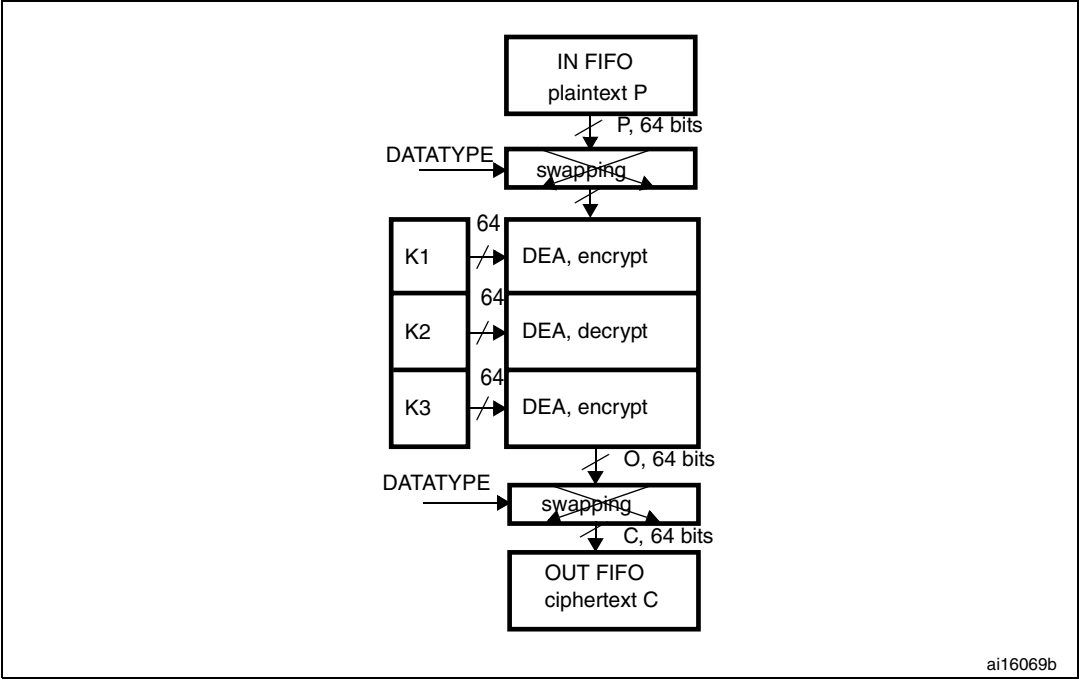 IN FIFO
plaintext P
P, 64 bits
DATATYPE
swapping
64
K1
DEA, encrypt
64
K2
DEA, decrypt
64
K3
DEA, encrypt
O, 64 bits
DATATYPE
swapping
C, 64 bits
OUT FIFO
ciphertext C
ai16069b